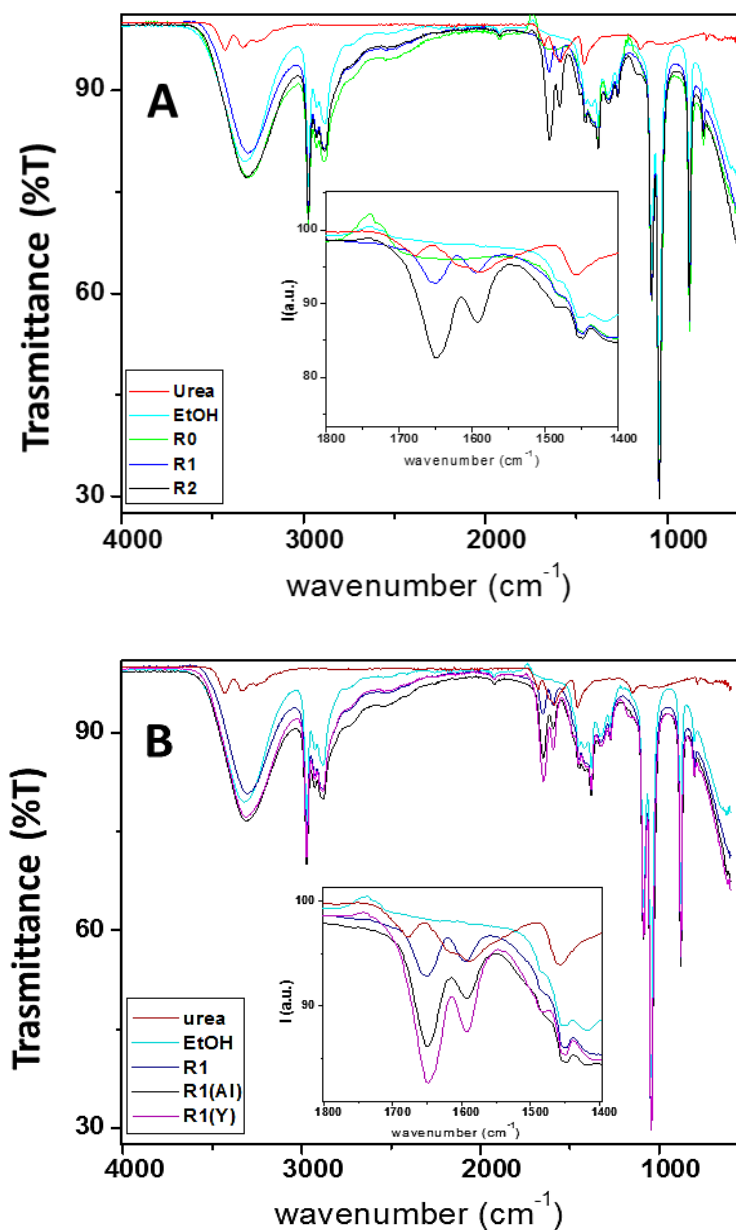 A
Trasmittance (%T)
90
60
30
I(a.u.)
100
90
80
1800 1700 1600 1500 1400
wavenumber (cm-1)
Urea
EtOH
R0
R1
R2
4000 3000 2000 1000
wavenumber (cm-1)
B
Trasmittance (%T)
90
60
30
I (a.u.)
100
90
1800 1700 1600 1500 1400
wavenumber (cm-1)
urea
EtOH
R1
R1(Al)
R1(Y)
4000 3000 2000 1000
wavenumber (cm-1)